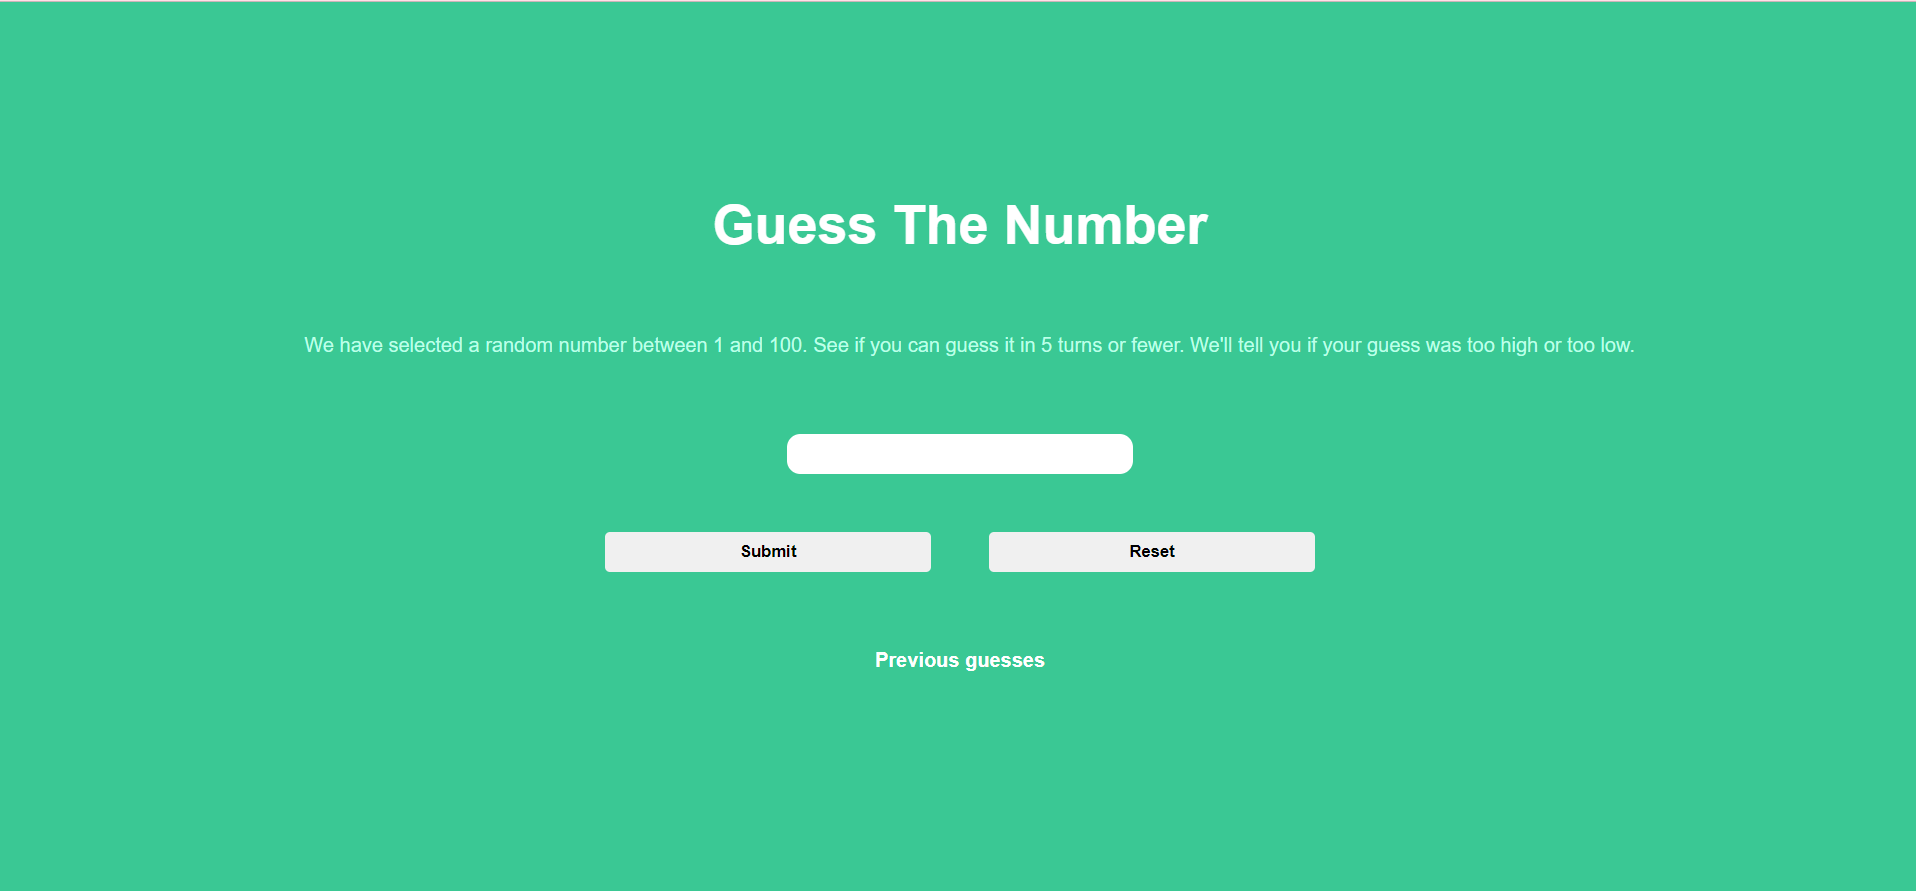 Guess The Number
We have selected a random number between 1 and 100. See if you can guess it in 5 turns or fewer. We'll tell you if your guess was too high or too low.
Submit
Reset
Previous guesses